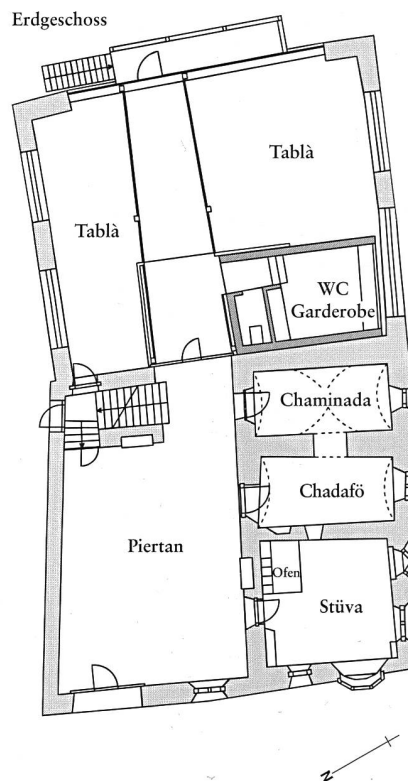 Erdgeschoss
Tablà
Tablà
WC
Garderobe
Chaminada
Chadafö
Piertan
Ofen
Stüva
N